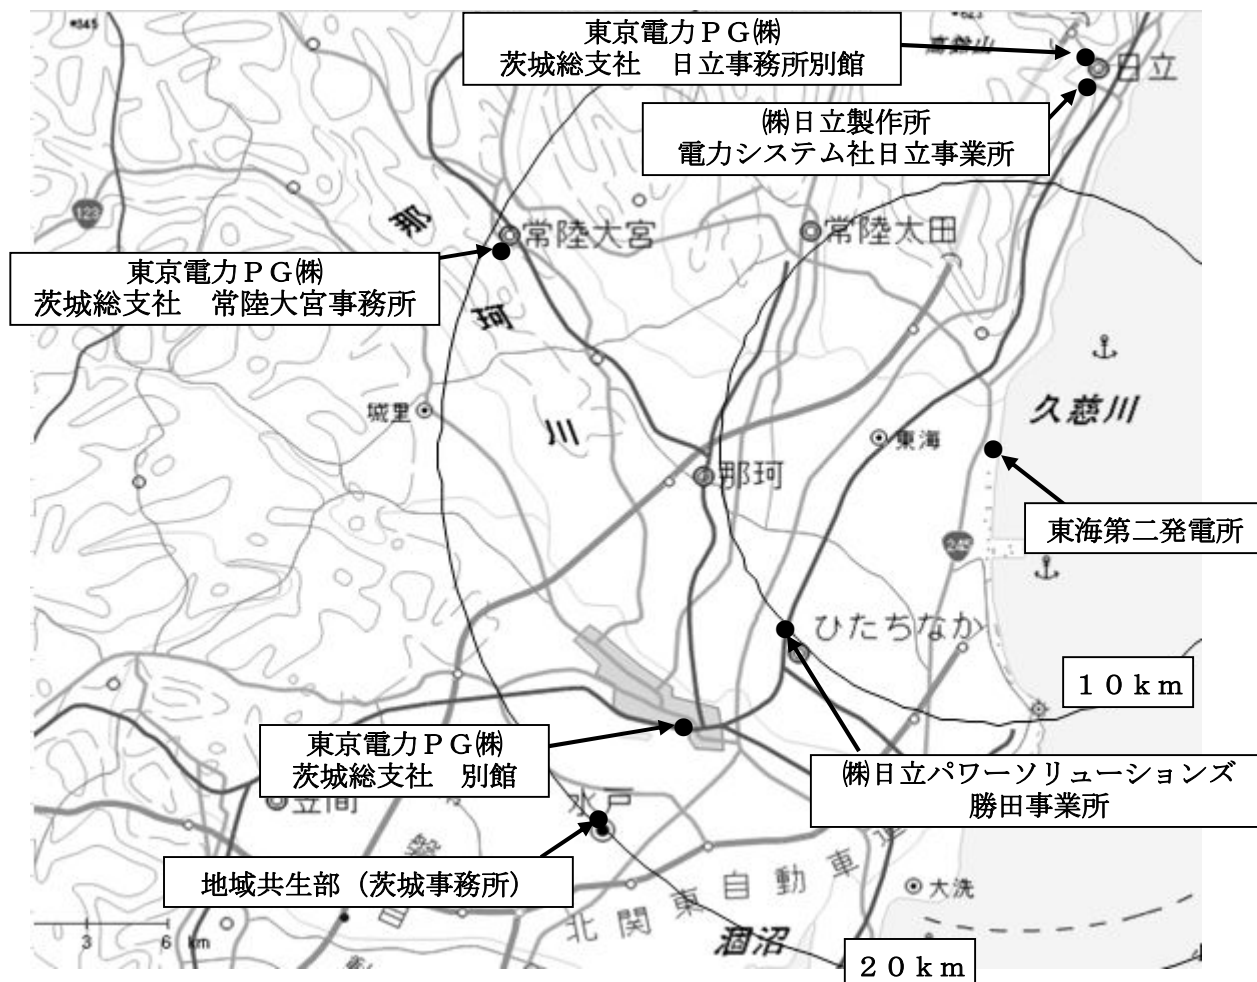 東京電力ＰＧ㈱
茨城総支社　日立事務所別館
日立
㈱日立製作所
電力システム社日立事業所
123
那
珂
川
常陸大宮
常陸太田
東京電力ＰＧ㈱
茨城総支社　常陸大宮事務所
城里
久慈川
東海
那珂
東海第二発電所
245
ひたちなか
１０ｋｍ
東京電力ＰＧ㈱
茨城総支社　別館
㈱日立パワーソリューションズ
勝田事業所
笠間
水戸
地域共生部（茨城事務所）
北関東自動車道
大洗
涸沼
3 6 km
２０ｋｍ